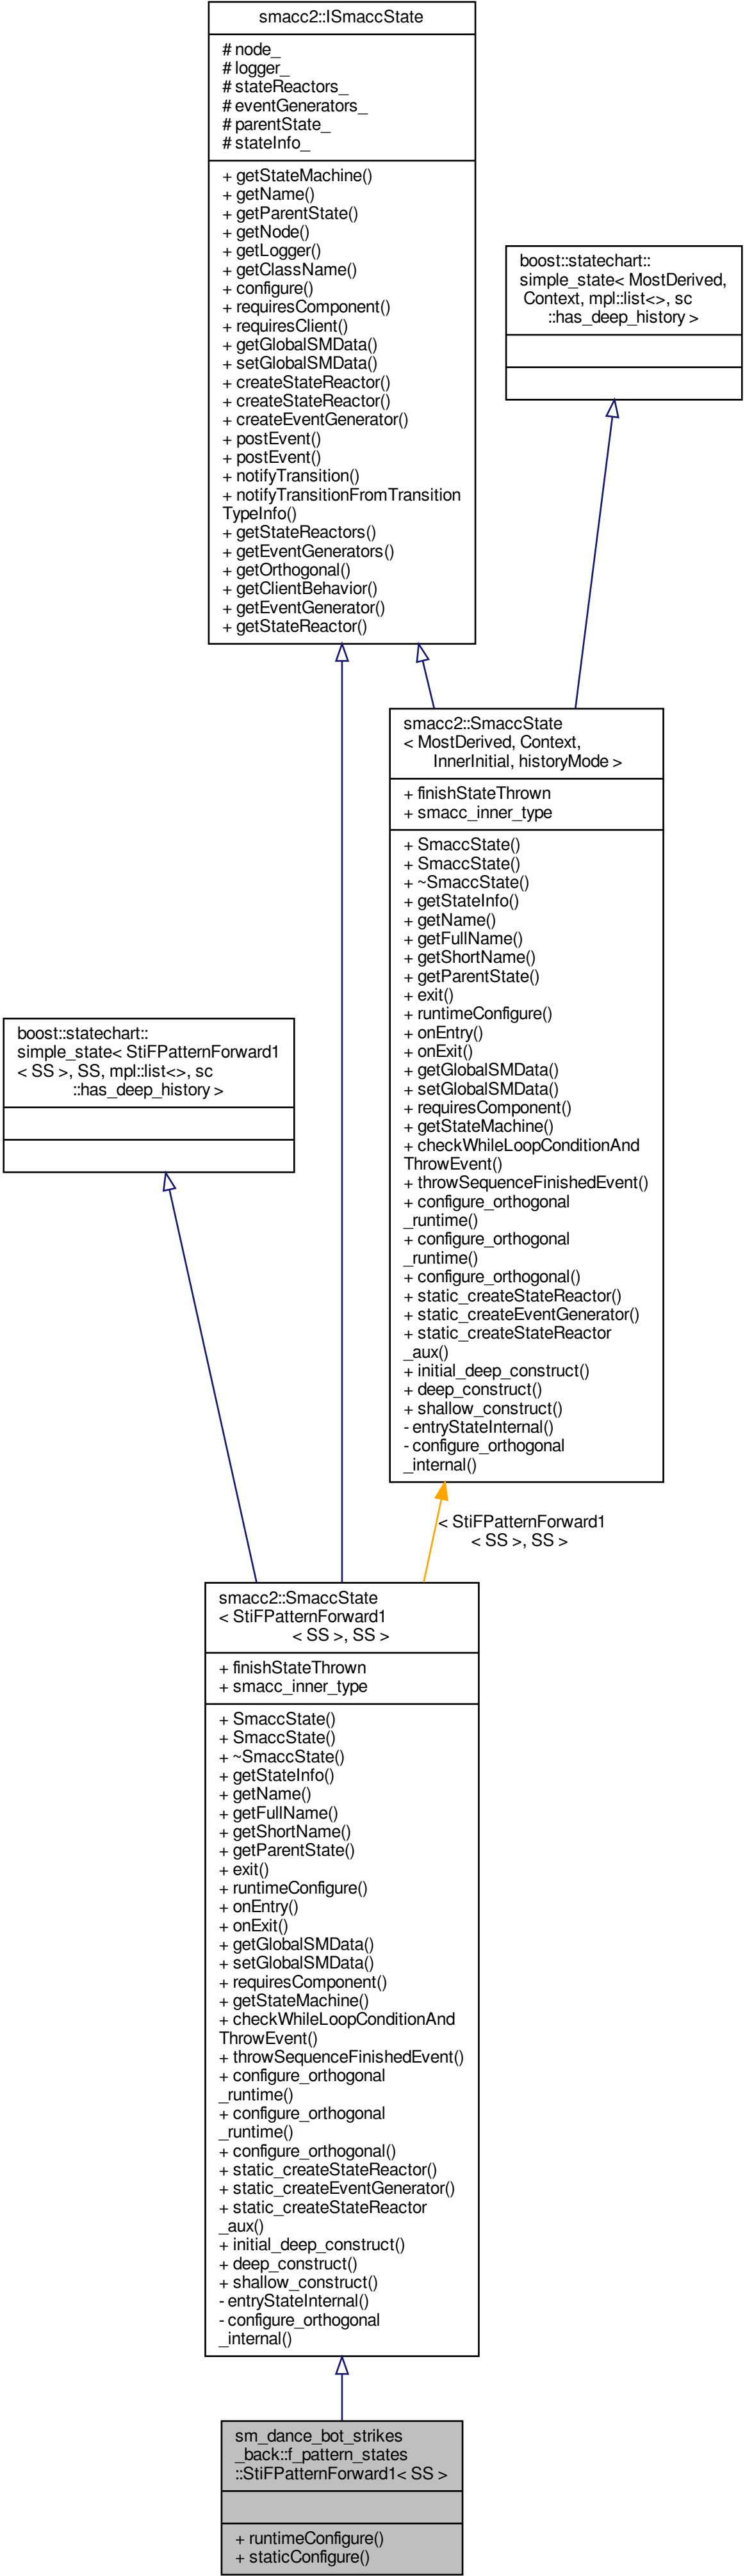 smacc2::ISmaccState
# node_
# logger_
# stateReactors_
# eventGenerators_
# parentState_
# stateInfo_
+ getStateMachine()
+ getName()
+ getParentState()
+ getNode()
+ getLogger()
+ getClassName()
+ configure()
+ requiresComponent()
+ requiresClient()
+ getGlobalSMData()
+ setGlobalSMData()
+ createStateReactor()
+ createStateReactor()
+ createEventGenerator()
+ postEvent()
+ postEvent()
+ notifyTransition()
+ notifyTransitionFromTransition
TypeInfo()
+ getStateReactors()
+ getEventGenerators()
+ getOrthogonal()
+ getClientBehavior()
+ getEventGenerator()
+ getStateReactor()
boost::statechart::
simple_state< MostDerived,
Context, mpl::list<>, sc
::has_deep_history >
smacc2::SmaccState
< MostDerived, Context,
InnerInitial, historyMode >
+ finishStateThrown
+ smacc_inner_type
+ SmaccState()
+ SmaccState()
+ ~SmaccState()
+ getStateInfo()
+ getName()
+ getFullName()
+ getShortName()
+ getParentState()
+ exit()
+ runtimeConfigure()
+ onEntry()
+ onExit()
+ getGlobalSMData()
+ setGlobalSMData()
+ requiresComponent()
+ getStateMachine()
+ checkWhileLoopConditionAnd
ThrowEvent()
+ throwSequenceFinishedEvent()
+ configure_orthogonal
_runtime()
+ configure_orthogonal
_runtime()
+ configure_orthogonal()
+ static_createStateReactor()
+ static_createEventGenerator()
+ static_createStateReactor
_aux()
+ initial_deep_construct()
+ deep_construct()
+ shallow_construct()
- entryStateInternal()
- configure_orthogonal
_internal()
boost::statechart::
simple_state< StiFPatternForward1
< SS >, SS, mpl::list<>, sc
::has_deep_history >
< StiFPatternForward1
< SS >, SS >
smacc2::SmaccState
< StiFPatternForward1
< SS >, SS >
+ finishStateThrown
+ smacc_inner_type
+ SmaccState()
+ SmaccState()
+ ~SmaccState()
+ getStateInfo()
+ getName()
+ getFullName()
+ getShortName()
+ getParentState()
+ exit()
+ runtimeConfigure()
+ onEntry()
+ onExit()
+ getGlobalSMData()
+ setGlobalSMData()
+ requiresComponent()
+ getStateMachine()
+ checkWhileLoopConditionAnd
ThrowEvent()
+ throwSequenceFinishedEvent()
+ configure_orthogonal
_runtime()
+ configure_orthogonal
_runtime()
+ configure_orthogonal()
+ static_createStateReactor()
+ static_createEventGenerator()
+ static_createStateReactor
_aux()
+ initial_deep_construct()
+ deep_construct()
+ shallow_construct()
- entryStateInternal()
- configure_orthogonal
_internal()
sm_dance_bot_strikes
_back::f_pattern_states
::StiFPatternForward1< SS >
+ runtimeConfigure()
+ staticConfigure()